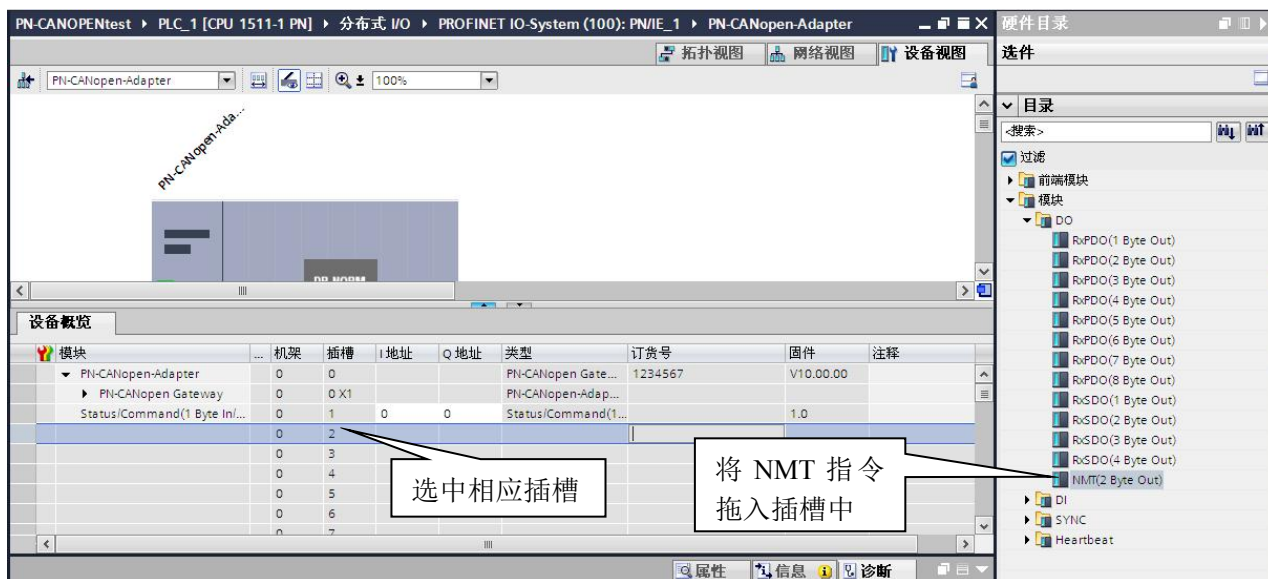 PN-CANOPENtest ▸ PLC_1 [CPU 1511-1 PN] ▸ 分布式 I/O ▸ PROFINET IO-System (100): PN/IE_1 ▸ PN-CANopen-Adapter
硬件目录
拓扑视图 网络视图 设备视图
选件
PN-CANopen-Adapter 100%
目录
<搜索>
过滤
PN-CANopen-Ada...
DP-NORM
前端模块
模块
DO
RxPDO(1 Byte Out)
RxPDO(2 Byte Out)
RxPDO(3 Byte Out)
RxPDO(4 Byte Out)
RxPDO(5 Byte Out)
RxPDO(6 Byte Out)
RxPDO(7 Byte Out)
RxPDO(8 Byte Out)
RxSDO(1 Byte Out)
RxSDO(2 Byte Out)
RxSDO(3 Byte Out)
RxSDO(4 Byte Out)
NMT(2 Byte Out)
DI
SYNC
Heartbeat
设备概览
模块 ... 机架 插槽 I 地址 Q 地址 类型 订货号 固件 注释
PN-CANopen-Adapter 0 0 PN-CANopen Gate... 1234567 V10.00.00
PN-CANopen Gateway 0 0 X1 PN-CANopen-Adap...
Status/Command(1 Byte In/... 0 1 0 0 Status/Command(1... 1.0
0 2
0 3
0 4
0 5
0 6
0 7
选中相应插槽
将 NMT 指令
拖入插槽中
属性 信息 诊断